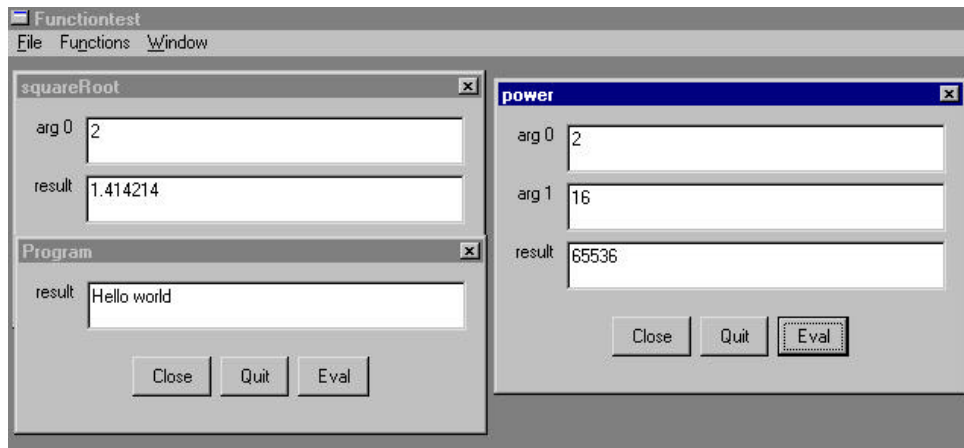 Functiontest
File Functions Window
squareRoot
arg 0 2
result 1.414214
Program
result Hello world
Close Quit Eval
power
arg 0 2
arg 1 16
result 65536
Close Quit Eval